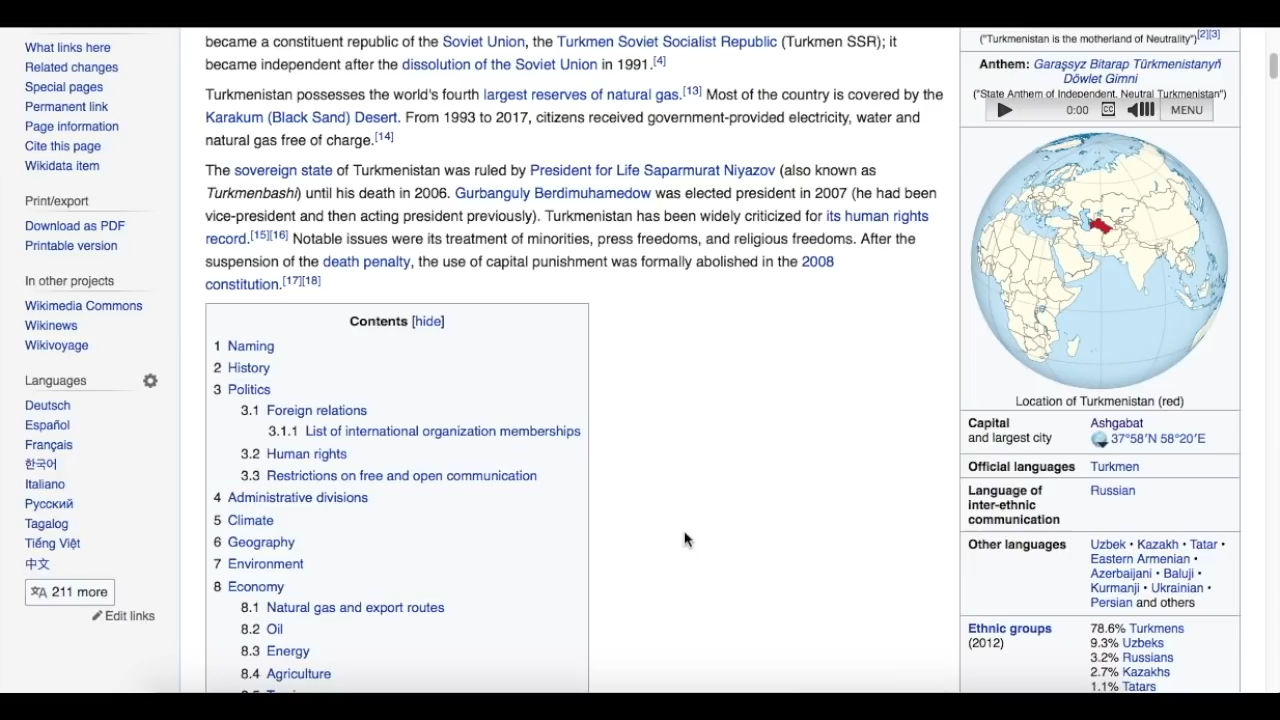 What links here
Related changes
Special pages
Permanent link
Page information
Cite this page
Wikidata item
Print/export
Download as PDF
Printable version
In other projects
Wikimedia Commons
Wikinews
Wikivoyage
Languages
Deutsch
Español
Français
한국어
Italiano
Русский
Tagalog
Tiếng Việt
中文
211 more
Edit links
became a constituent republic of the Soviet Union, the Turkmen Soviet Socialist Republic (Turkmen SSR); it
became independent after the dissolution of the Soviet Union in 1991.[4]
Turkmenistan possesses the world's fourth largest reserves of natural gas.[13] Most of the country is covered by the
Karakum (Black Sand) Desert. From 1993 to 2017, citizens received government-provided electricity, water and
natural gas free of charge.[14]
The sovereign state of Turkmenistan was ruled by President for Life Saparmurat Niyazov (also known as
Turkmenbashi) until his death in 2006. Gurbanguly Berdimuhamedow was elected president in 2007 (he had been
vice-president and then acting president previously). Turkmenistan has been widely criticized for its human rights
record.[15][16] Notable issues were its treatment of minorities, press freedoms, and religious freedoms. After the
suspension of the death penalty, the use of capital punishment was formally abolished in the 2008
constitution.[17][18]
Contents [hide]
1 Naming
2 History
3 Politics
3.1 Foreign relations
3.1.1 List of international organization memberships
3.2 Human rights
3.3 Restrictions on free and open communication
4 Administrative divisions
5 Climate
6 Geography
7 Environment
8 Economy
8.1 Natural gas and export routes
8.2 Oil
8.3 Energy
8.4 Agriculture
("Turkmenistan is the motherland of Neutrality")[2][3]
Anthem: Garaşsyz Bitarap Türkmenistanyň
Döwlet Gimni
("State Anthem of Independent, Neutral Turkmenistan")
0:00 CC MENU
Location of Turkmenistan (red)
Capital Ashgabat
and largest city 37°58′N 58°20′E
Official languages Turkmen
Language of Russian
inter-ethnic
communication
Other languages Uzbek • Kazakh • Tatar •
Eastern Armenian •
Azerbaijani • Baluji •
Kurmanji • Ukrainian •
Persian and others
Ethnic groups 78.6% Turkmens
(2012) 9.3% Uzbeks
3.2% Russians
2.7% Kazakhs
1.1% Tatars